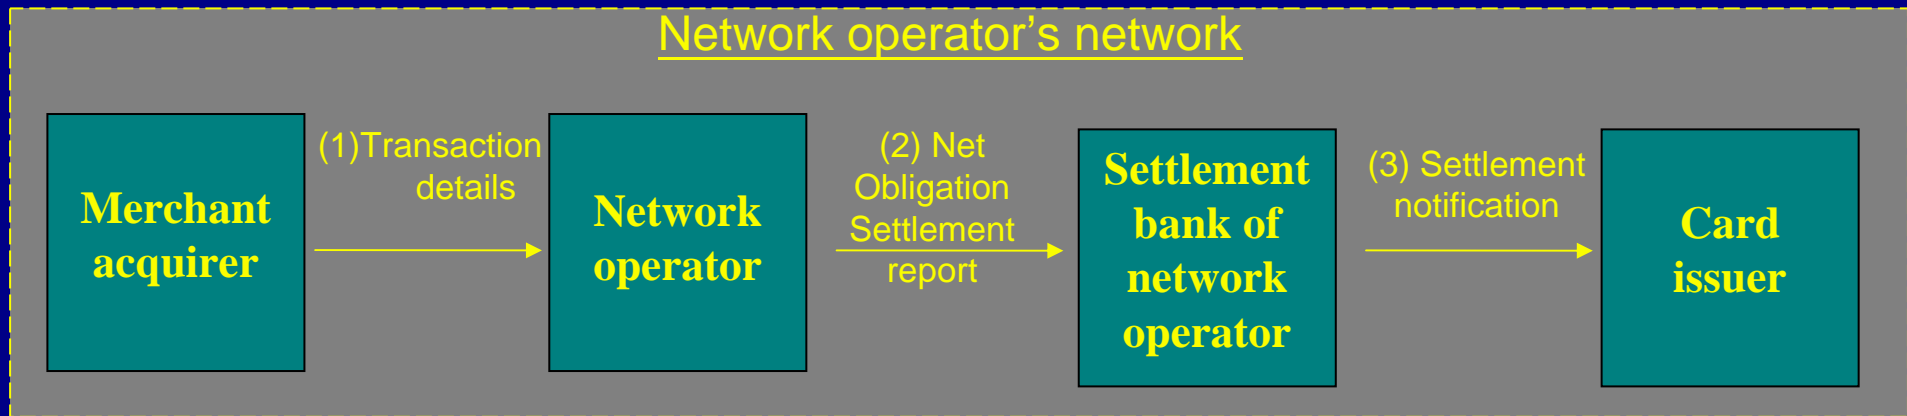 Network operator’s network
Merchant
acquirer
(1)Transaction
details
Network
operator
(2) Net
Obligation
Settlement
report
Settlement
bank of
network
operator
(3) Settlement
notification
Card
issuer